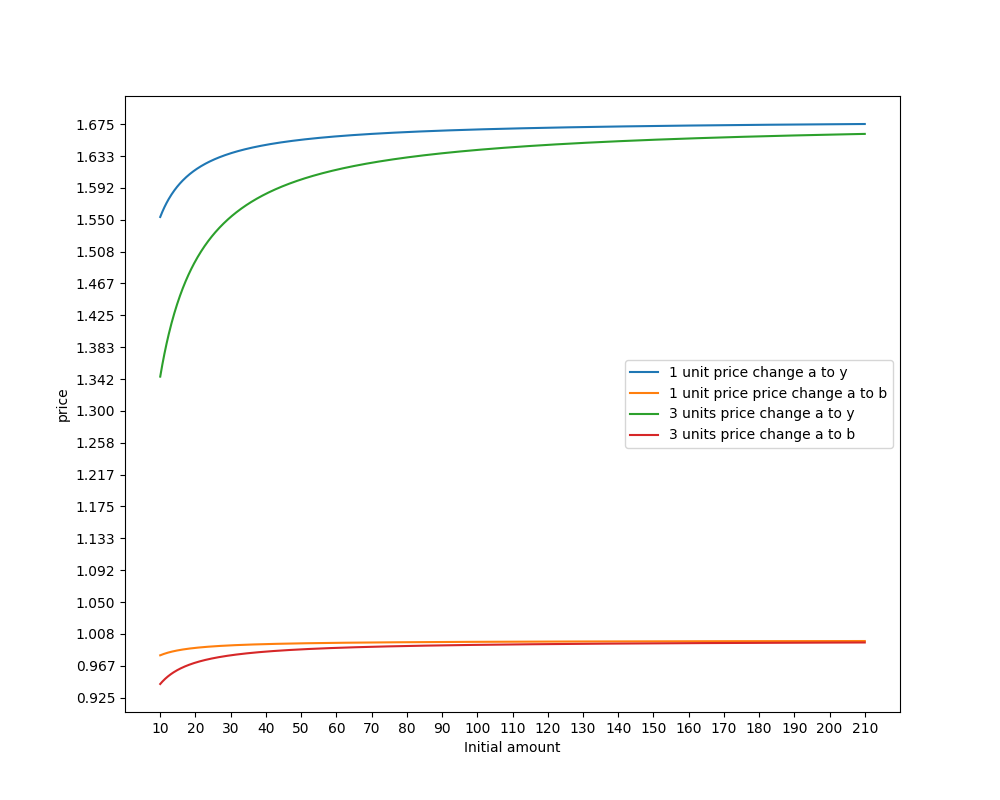 1.675
1.633
1.592
1.550
1.508
1.467
1.425
1.383
1.342
1.300
1.258
1.217
1.175
1.133
1.092
1.050
1.008
0.967
0.925
price
1 unit price change a to y
1 unit price price change a to b
3 units price change a to y
3 units price change a to b
10 20 30 40 50 60 70 80 90 100 110 120 130 140 150 160 170 180 190 200 210
Initial amount